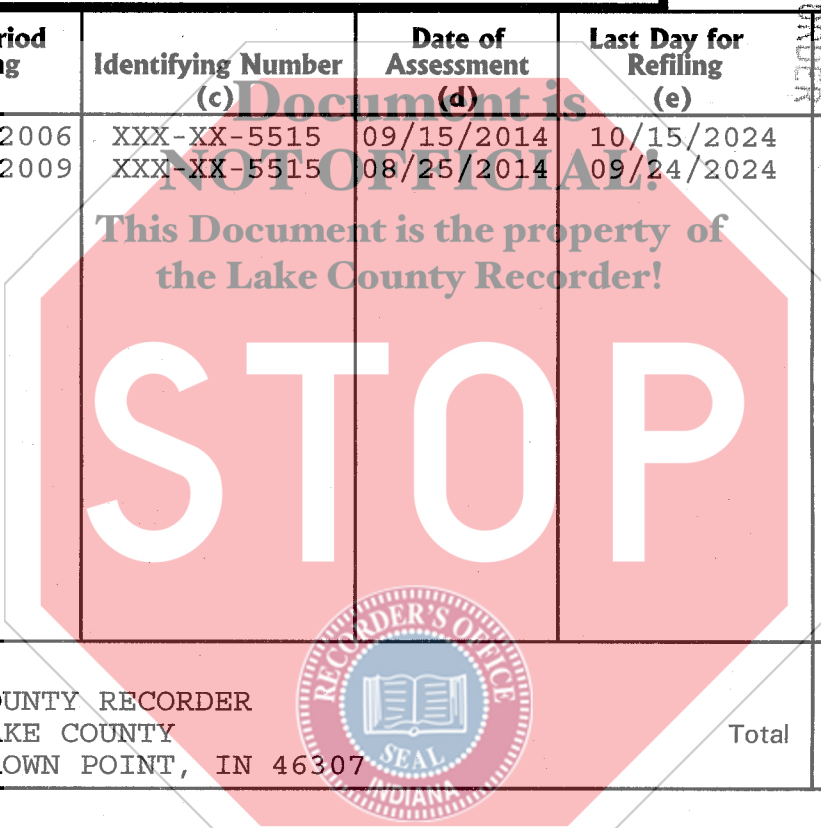 riod
ng
Identifying Number
(c)
Date of
Assessment
(d)
Last Day for
Refiling
(e)
Document is
NOT OFFICIAL!
This Document is the property of
the Lake County Recorder!
2006 XXX-XX-5515 09/15/2014 10/15/2024
2009 XXX-XX-5515 08/25/2014 09/24/2024
STOP
RECORDER'S OFFICE
SEAL
INDIANA
OUNTY RECORDER
AKE COUNTY
ROWN POINT, IN 46307
Total